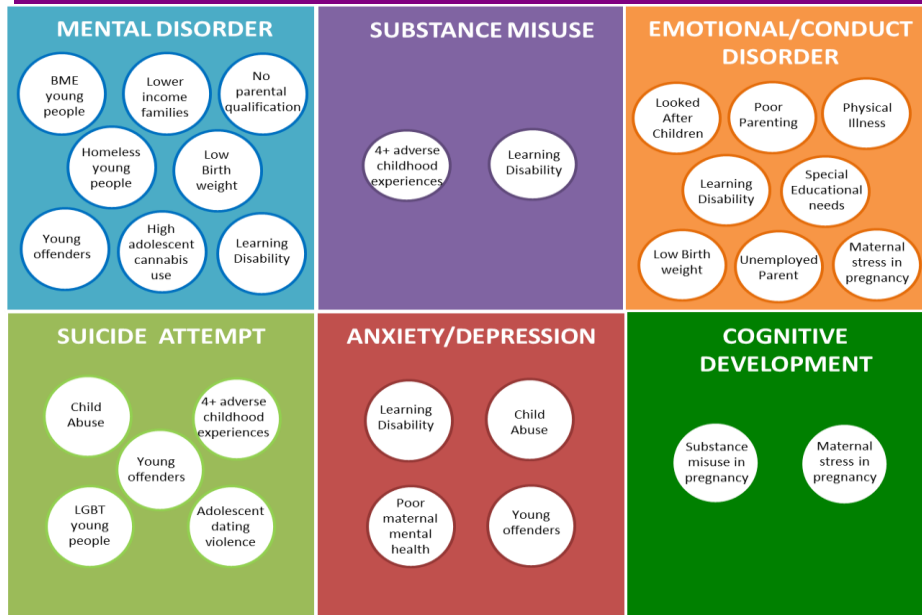 MENTAL DISORDER
BME
young
people
Lower
income
families
No
parental
qualification
Homeless
young
people
Low
Birth
weight
Young
offenders
High
adolescent
cannabis
use
Learning
Disability
SUBSTANCE MISUSE
4+ adverse
childhood
experiences
Learning
Disability
EMOTIONAL/CONDUCT
DISORDER
Looked
After
Children
Poor
Parenting
Physical
Illness
Learning
Disability
Special
Educational
needs
Low Birth
weight
Unemployed
Parent
Maternal
stress in
pregnancy
SUICIDE ATTEMPT
Child
Abuse
4+ adverse
childhood
experiences
Young
offenders
LGBT
young
people
Adolescent
dating
violence
ANXIETY/DEPRESSION
Learning
Disability
Child
Abuse
Poor
maternal
mental
health
Young
offenders
COGNITIVE
DEVELOPMENT
Substance
misuse in
pregnancy
Maternal
stress in
pregnancy